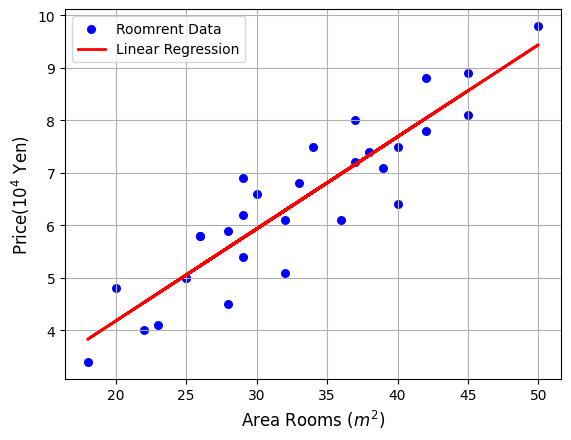 Roomrent Data
Linear Regression
10
9
8
7
6
5
4
Price(10⁴ Yen)
20 25 30 35 40 45 50
Area Rooms (m²)